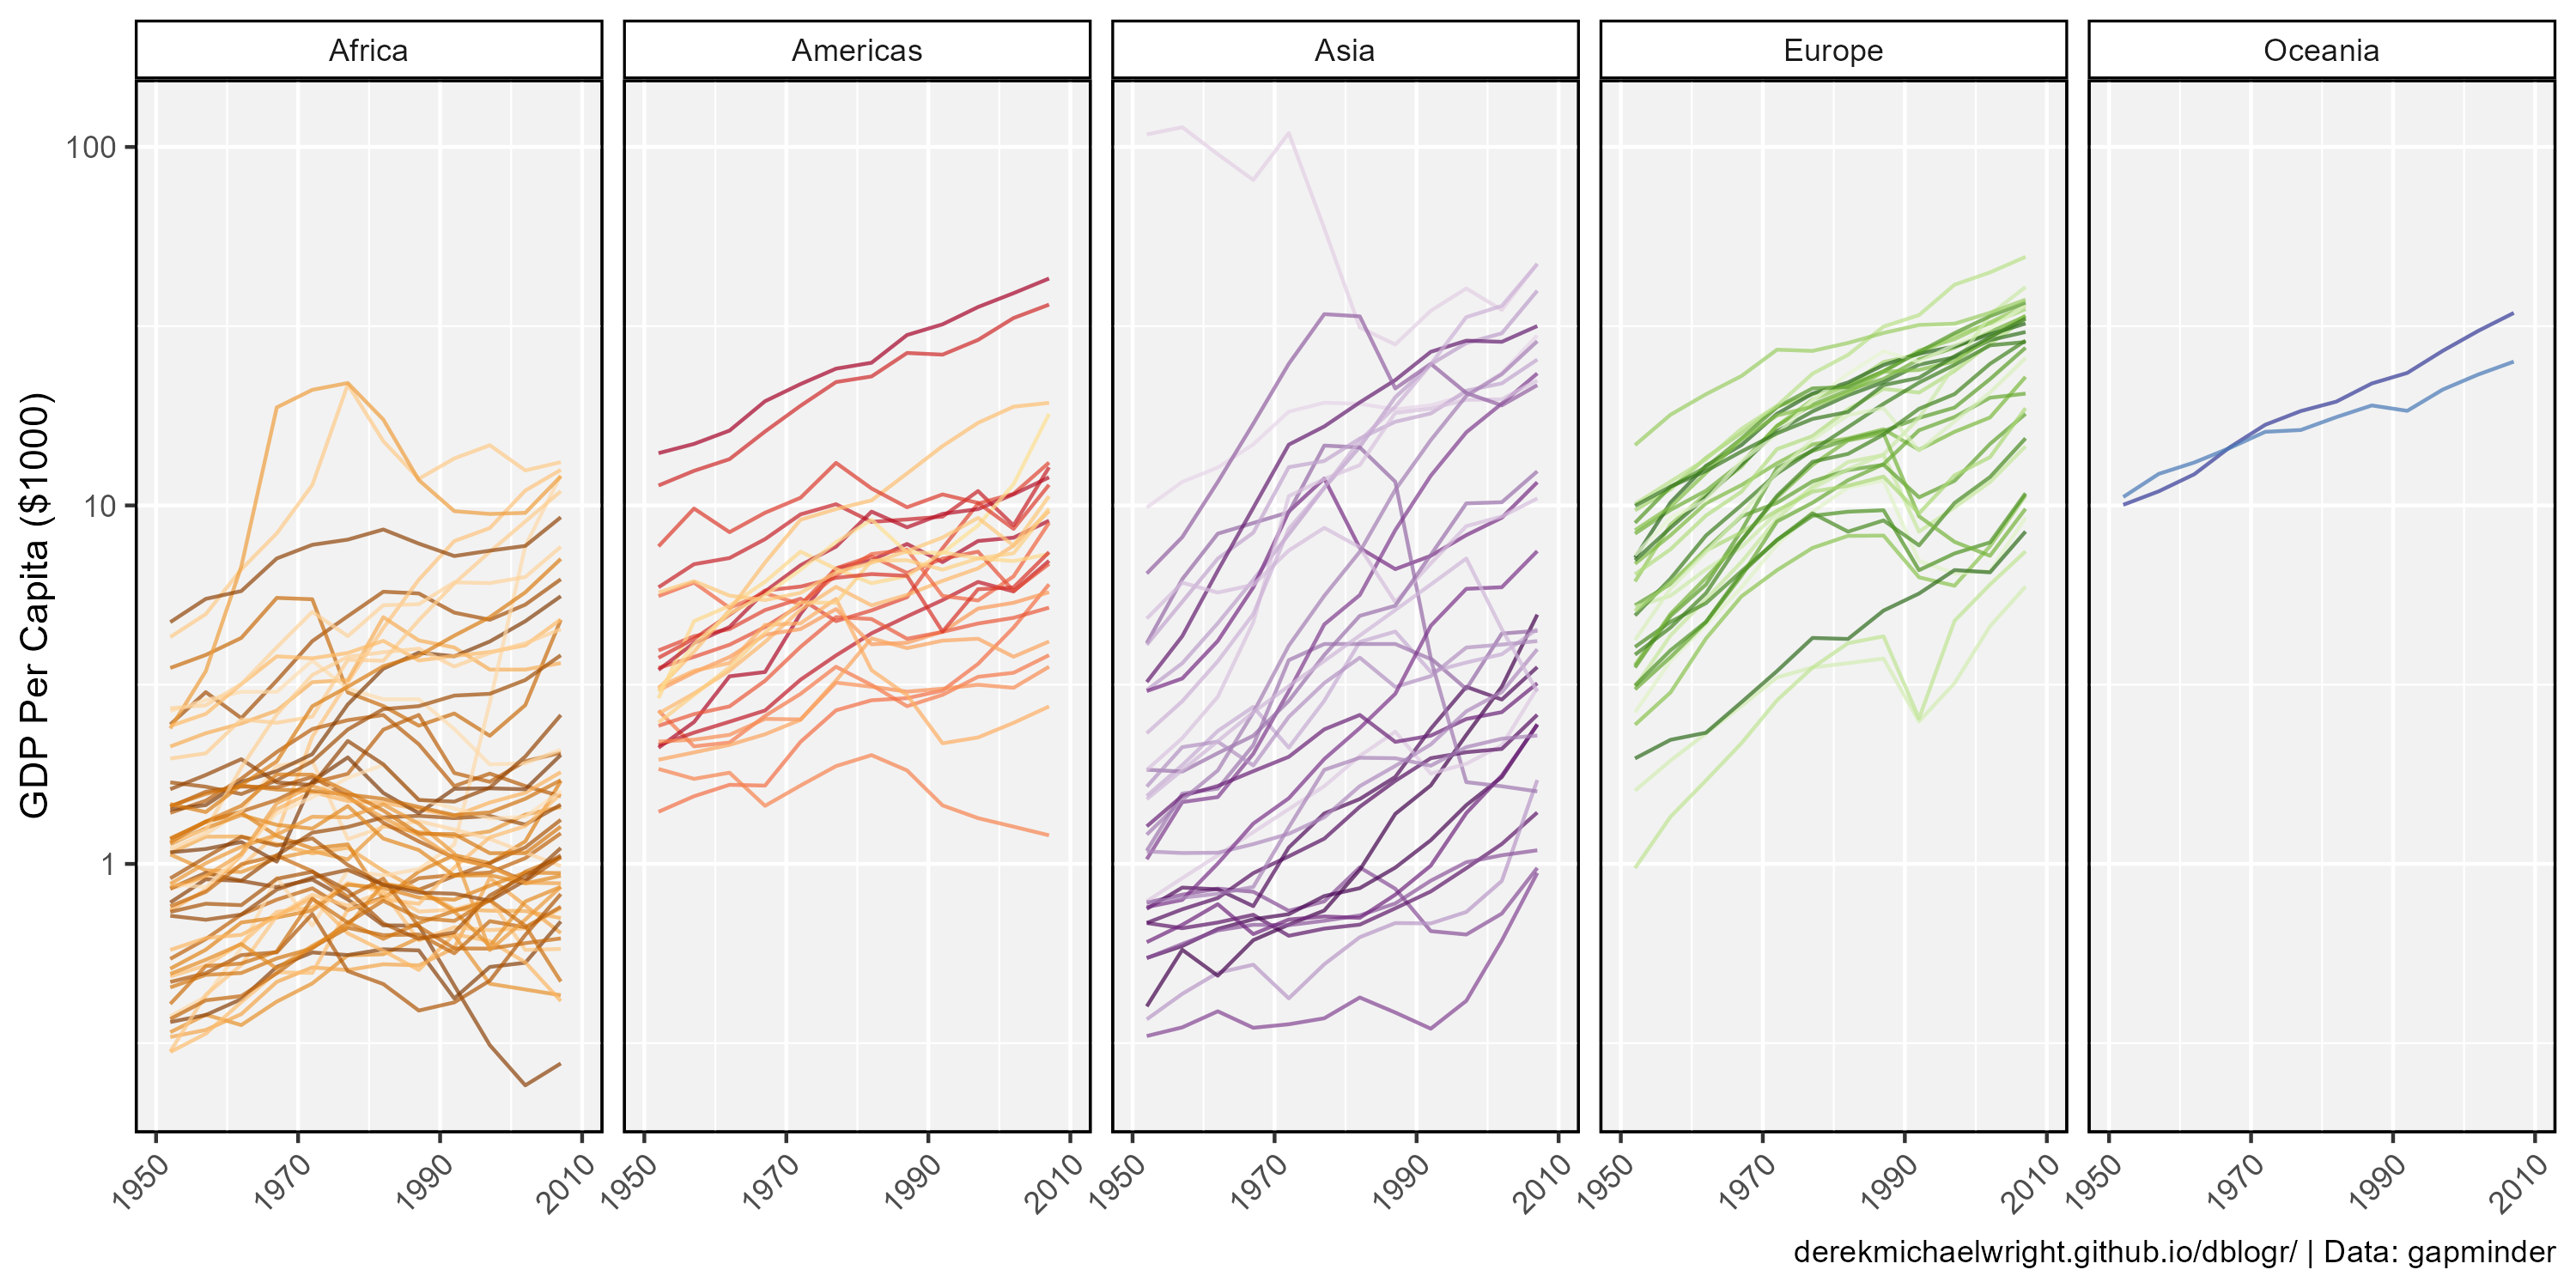 Africa Americas Asia Europe Oceania
GDP Per Capita ($1000)
100
10
1
1950 1970 1990 2010 1950 1970 1990 2010 1950 1970 1990 2010 1950 1970 1990 2010 1950 1970 1990 2010
derekmichaelwright.github.io/dblogr/ | Data: gapminder